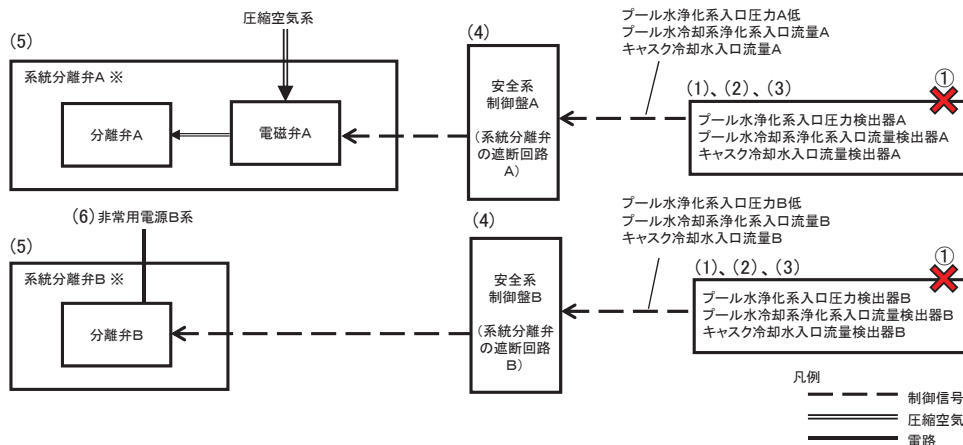 圧縮空気系
(5)
系統分離弁A ※
分離弁A
電磁弁A
(4)
安全系
制御盤A
(系統分離弁
の遮断回路
A)
プール水浄化系入口圧力A低
プール水冷却系浄化系入口流量A
キャスク冷却水入口流量A
(1)、(2)、(3)
①
プール水浄化系入口圧力検出器A
プール水冷却系浄化系入口流量検出器A
キャスク冷却水入口流量検出器A
(6) 非常用電源B系
(5)
系統分離弁B ※
分離弁B
(4)
安全系
制御盤B
(系統分離弁
の遮断回路
B)
プール水浄化系入口圧力B低
プール水冷却系浄化系入口流量B
キャスク冷却水入口流量B
(1)、(2)、(3)
①
プール水浄化系入口圧力検出器B
プール水冷却系浄化系入口流量検出器B
キャスク冷却水入口流量検出器B
凡例
制御信号
圧縮空気
電路